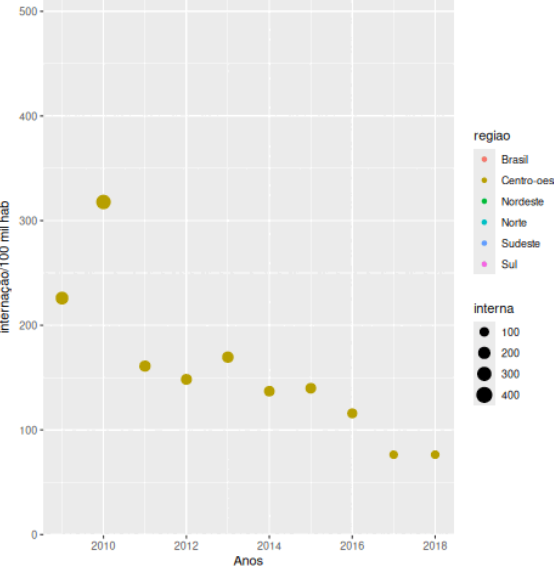 500
400
300
200
100
0
internação/100 mil hab
2010
2012
2014
2016
2018
Anos
regiao
Brasil
Centro-oes
Nordeste
Norte
Sudeste
Sul
interna
100
200
300
400